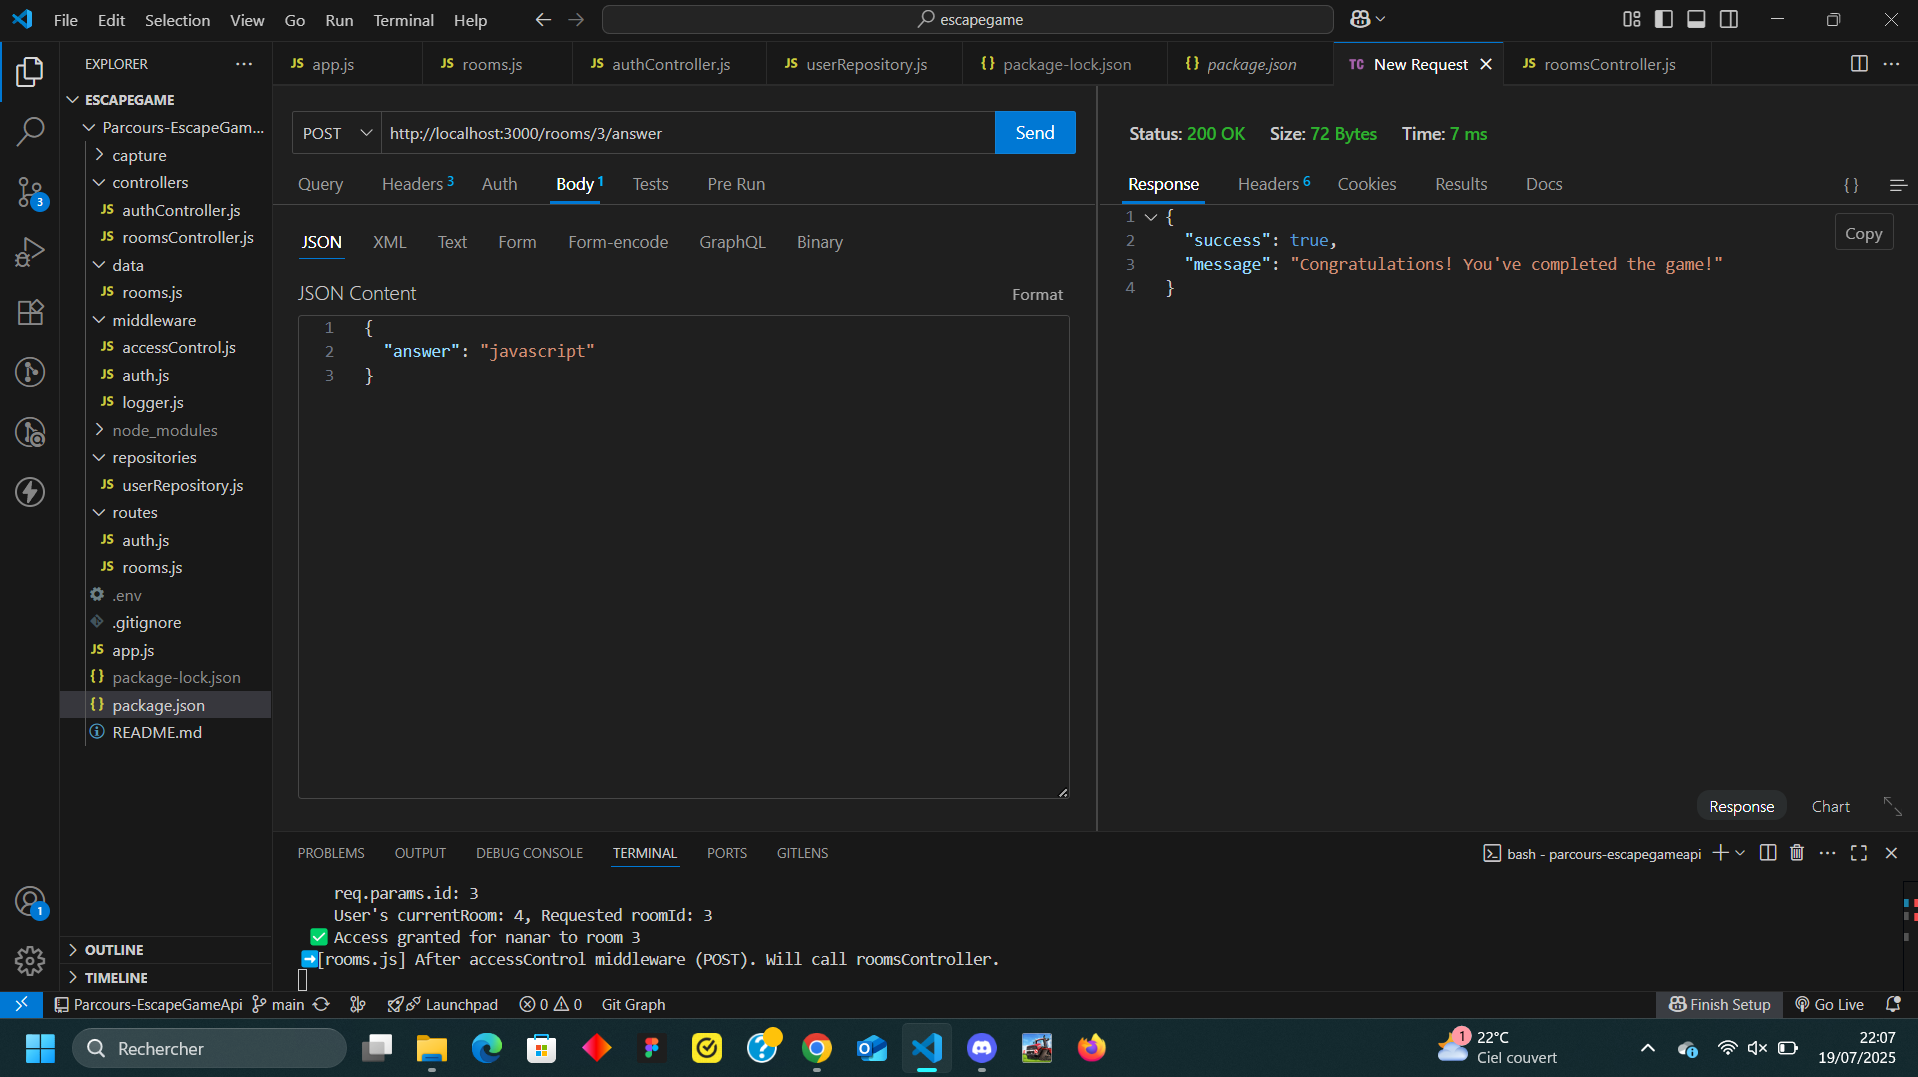 File Edit Selection View Go Run Terminal Help
escapegame
EXPLORER
JS app.js
JS rooms.js
JS authController.js
JS userRepository.js
{} package-lock.json
{} package.json
TC New Request
JS roomsController.js
ESCAPEGAME
Parcours-EscapeGam...
capture
controllers
JS authController.js
JS roomsController.js
data
JS rooms.js
middleware
JS accessControl.js
JS auth.js
JS logger.js
node_modules
repositories
JS userRepository.js
routes
JS auth.js
JS rooms.js
.env
.gitignore
JS app.js
{} package-lock.json
{} package.json
README.md
OUTLINE
TIMELINE
3
1
POST http://localhost:3000/rooms/3/answer Send
Query Headers 3 Auth Body 1 Tests Pre Run
JSON XML Text Form Form-encode GraphQL Binary
JSON Content
Format
1 {
2 "answer": "javascript"
3 }
Status: 200 OK Size: 72 Bytes Time: 7 ms
Response Headers 6 Cookies Results Docs { }
1 {
2 "success": true,
3 "message": "Congratulations! You've completed the game!"
4 }
Copy
Response Chart
PROBLEMS OUTPUT DEBUG CONSOLE TERMINAL PORTS GITLENS
bash - parcours-escapegameapi
req.params.id: 3
User's currentRoom: 4, Requested roomId: 3
✅ Access granted for nanar to room 3
➡[rooms.js] After accessControl middleware (POST). Will call roomsController.
Parcours-EscapeGameApi main Launchpad 0 0 Git Graph
Finish Setup Go Live
Rechercher
1
22°C
Ciel couvert
22:07
19/07/2025